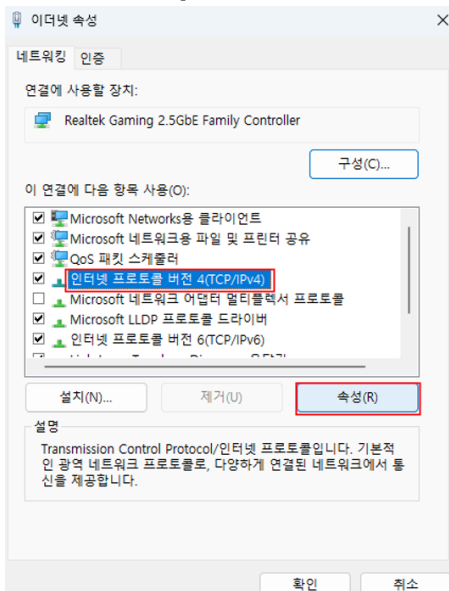 이더넷 속성
네트워킹 인증
연결에 사용할 장치:
Realtek Gaming 2.5GbE Family Controller
구성(C)...
이 연결에 다음 항목 사용(O):
Microsoft Networks용 클라이언트
Microsoft 네트워크용 파일 및 프린터 공유
QoS 패킷 스케줄러
인터넷 프로토콜 버전 4(TCP/IPv4)
Microsoft 네트워크 어댑터 멀티플렉서 프로토콜
Microsoft LLDP 프로토콜 드라이버
인터넷 프로토콜 버전 6(TCP/IPv6)
설치(N)... 제거(U) 속성(R)
설명
Transmission Control Protocol/인터넷 프로토콜입니다. 기본적
인 광역 네트워크 프로토콜로, 다양하게 연결된 네트워크에서 통
신을 제공합니다.
확인 취소